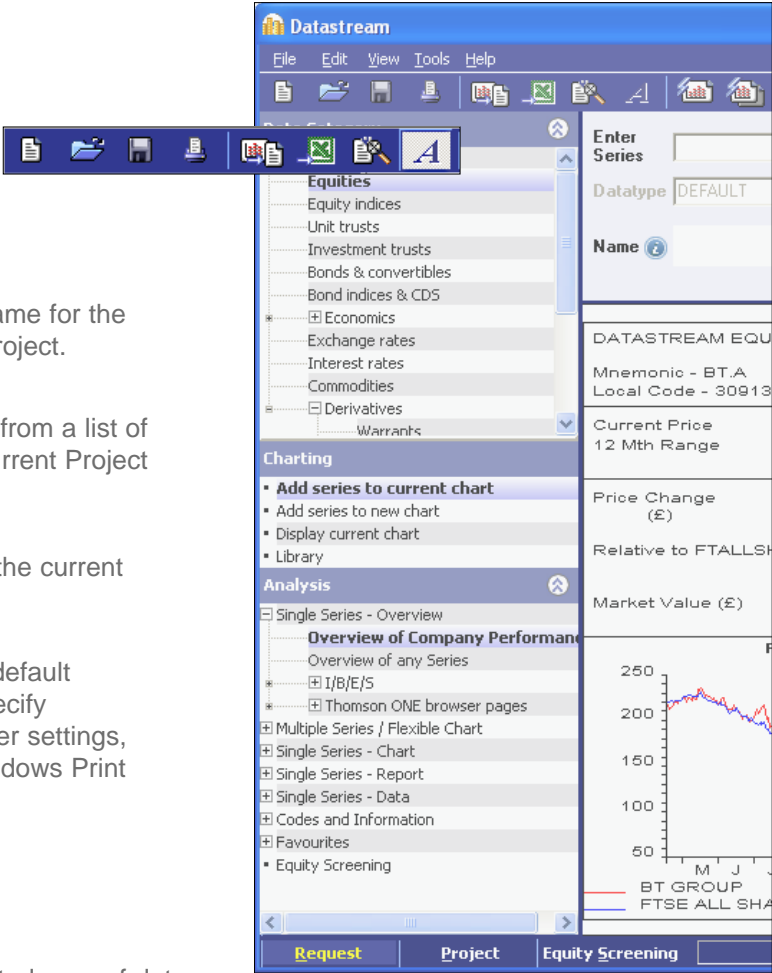 Datastream
File Edit View Tools Help
A
A
Equities
Equity indices
Unit trusts
Investment trusts
Bonds & convertibles
Bond indices & CDS
Economics
Exchange rates
Interest rates
Commodities
Derivatives
Warrants
Charting
Add series to current chart
Add series to new chart
Display current chart
Library
Analysis
Single Series - Overview
Overview of Company Performan
Overview of any Series
I/B/E/S
Thomson ONE browser pages
Multiple Series / Flexible Chart
Single Series - Chart
Single Series - Report
Single Series - Data
Codes and Information
Favourites
Equity Screening
Enter
Series
Datatype DEFAULT
Name
DATASTREAM EQU
Mnemonic - BT.A
Local Code - 30913
Current Price
12 Mth Range
Price Change
(£)
Relative to FTALLSH
Market Value (£)
250
200
150
100
50
M J
BT GROUP
FTSE ALL SHA
Request Project Equity Screening
ame for the
roject.
from a list of
urrent Project
the current
default
ecify
er settings,
dows Print